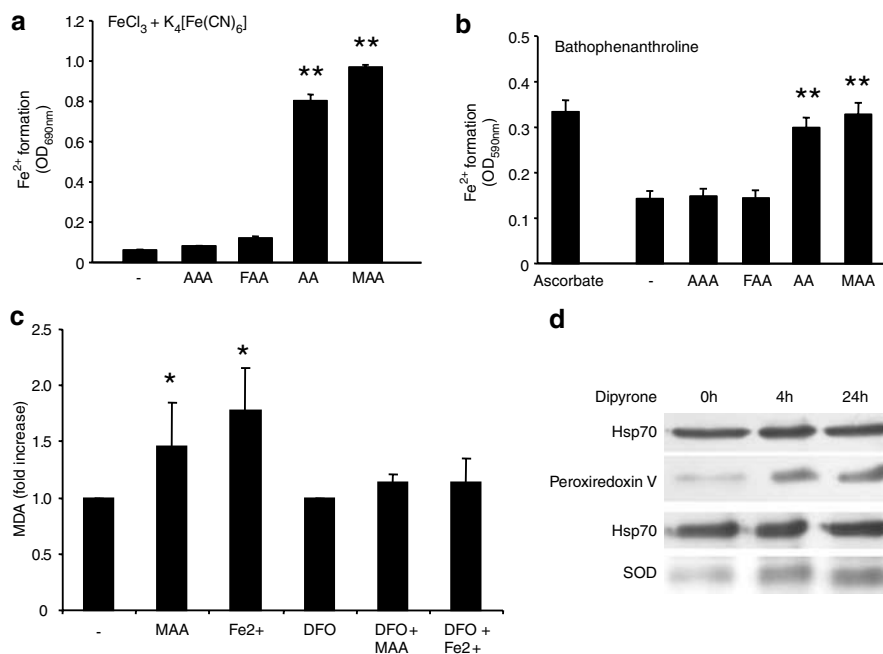 a
FeCl₃ + K₄[Fe(CN)₆]
Fe²⁺ formation
(OD₆₉₀nm)
1.0
0.8
0.6
0.4
0.2
0
**
**
-
AAA
FAA
AA
MAA
b
Bathophenanthroline
Fe²⁺ formation
(OD₅₉₀nm)
0.5
0.4
0.3
0.2
0.1
0
**
**
Ascorbate
-
AAA
FAA
AA
MAA
c
MDA (fold increase)
2.5
2.0
1.5
1.0
0.5
0
*
*
-
MAA
Fe2+
DFO
DFO+
MAA
DFO +
Fe2+
d
Dipyrone 0h 4h 24h
Hsp70
Peroxiredoxin V
Hsp70
SOD